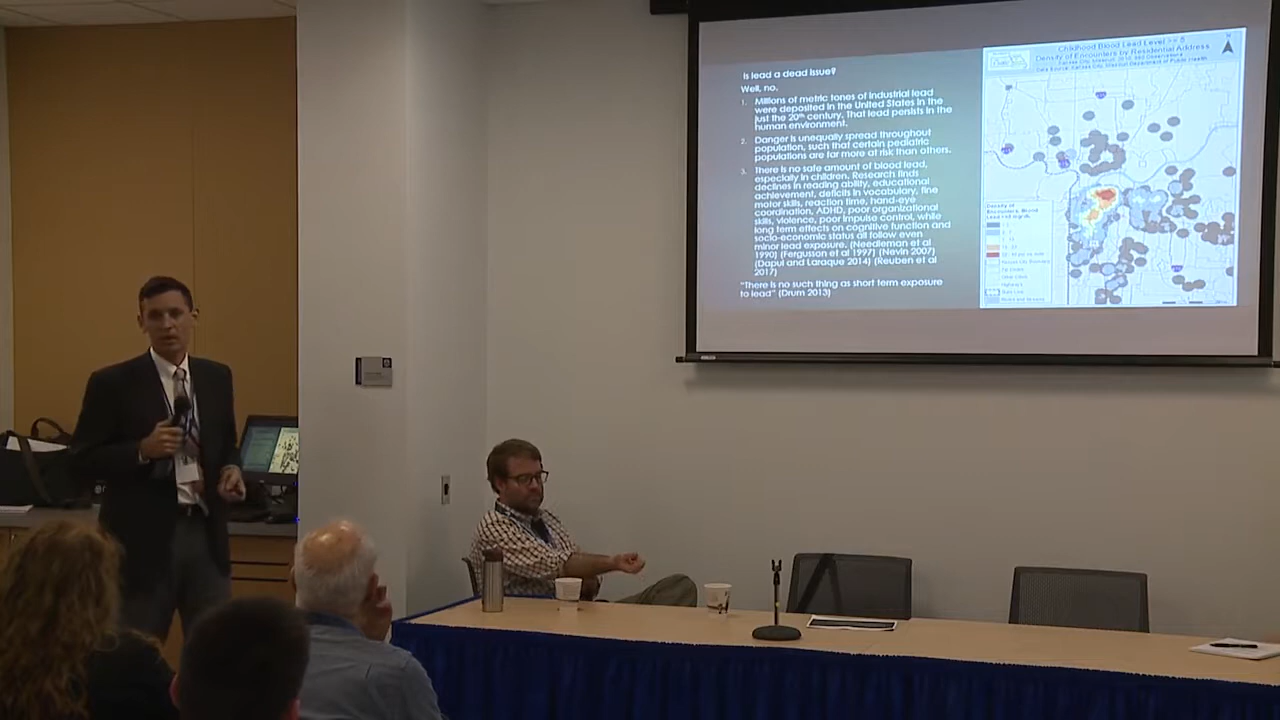 Is lead a dead issue?
Well, no.
1. Millions of metric tones of industrial lead
were deposited in the United States in the
just the 20th century. That lead persists in the
human environment.
2. Danger is unequally spread throughout
population, such that certain pediatric
populations are far more at risk than others.
3. There is no safe amount of blood lead,
especially in children. Research finds
declines in reading ability, educational
achievement, deficits in vocabulary, fine
motor skills, reaction time, hand-eye
coordination, ADHD, poor organizational
skills, violence, poor impulse control, while
long term effects on cognitive function and
socio-economic status all follow even
minor lead exposure. (Needleman et al
1990) (Fergusson et al 1997) (Nevin 2007)
(Dapul and Laraque 2014) (Reuben et al
2017)
"There is no such thing as short term exposure
to lead" (Drum 2013)
Childhood Blood Lead Level >= 5
Density of Encounters by Residential Address
Density of
Encounters, Blood